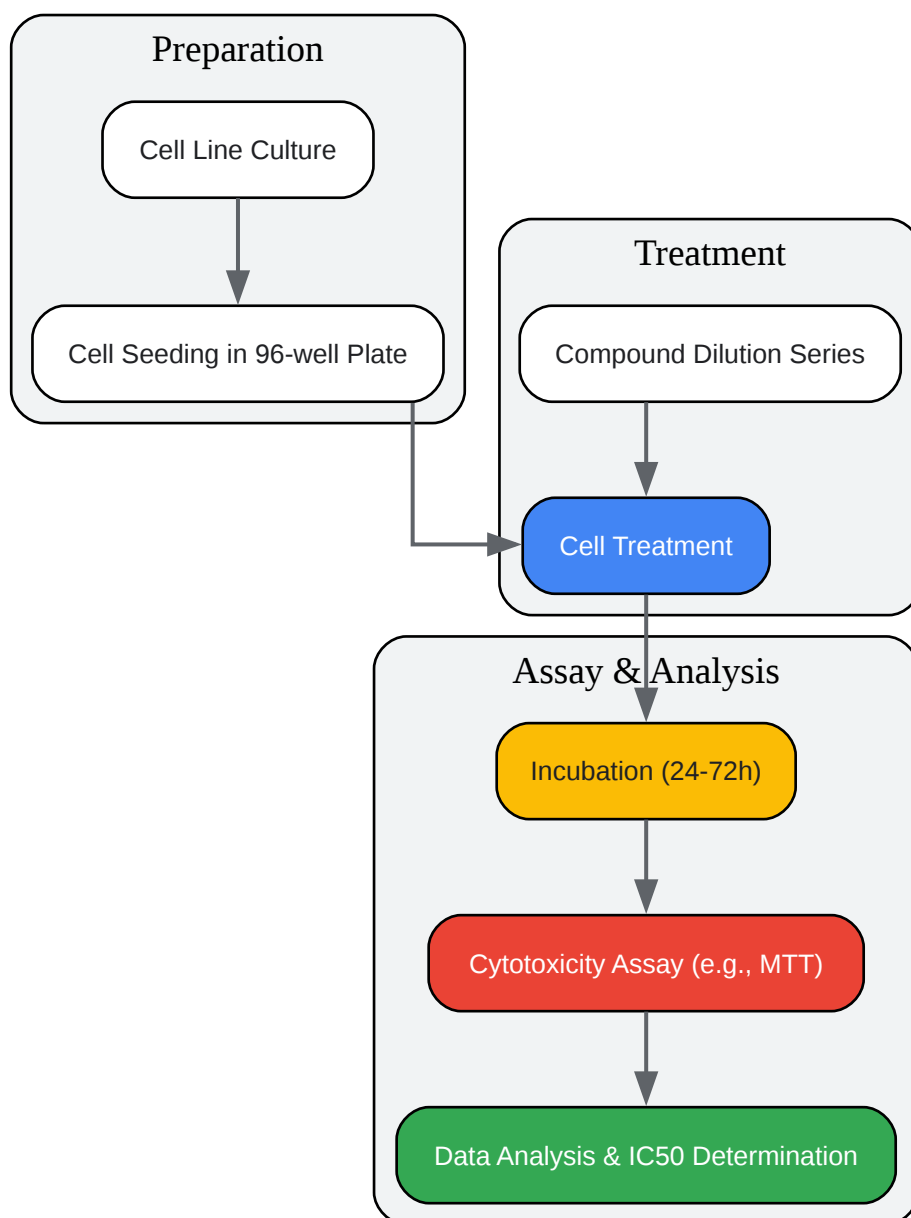 Preparation
Cell Line Culture
Cell Seeding in 96-well Plate
Treatment
Compound Dilution Series
Cell Treatment
Assay & Analysis
Incubation (24-72h)
Cytotoxicity Assay (e.g., MTT)
Data Analysis & IC50 Determination